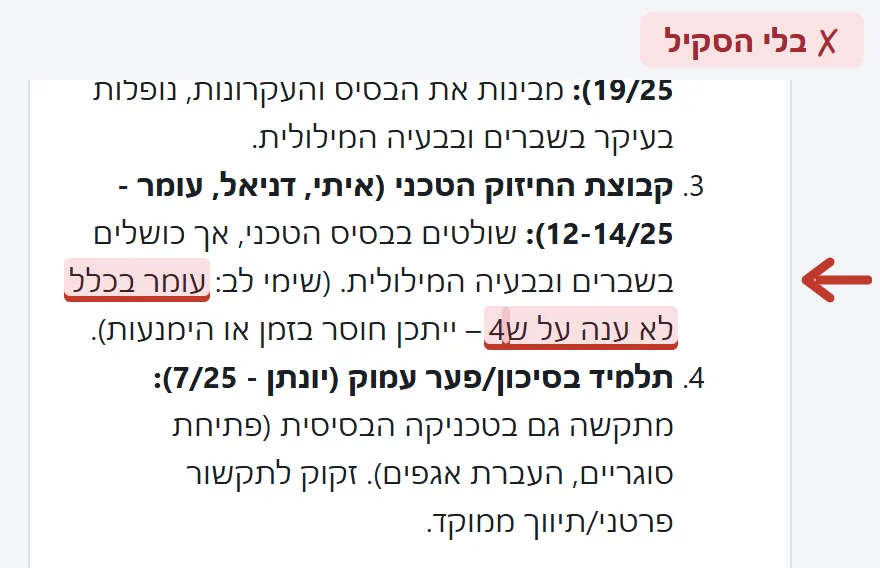 ✗ בלי הסקיל
19/25): מבינות את הבסיס והעקרונות, נופלות
בעיקר בשברים ובבעיה המילולית.
3. קבוצת החיזוק הטכני (איתי, דניאל, עומר -
12-14/25): שולטים בבסיס הטכני, אך כושלים
בשברים ובבעיה המילולית. (שימי לב: עומר בכלל
לא ענה על ש4 – ייתכן חוסר בזמן או הימנעות).
4. תלמיד בסיכון/פער עמוק (יונתן - 7/25):
מתקשה גם בטכניקה הבסיסית (פתיחת
סוגריים, העברת אגפים). זקוק לתקשור
פרטני/תיווך ממוקד.